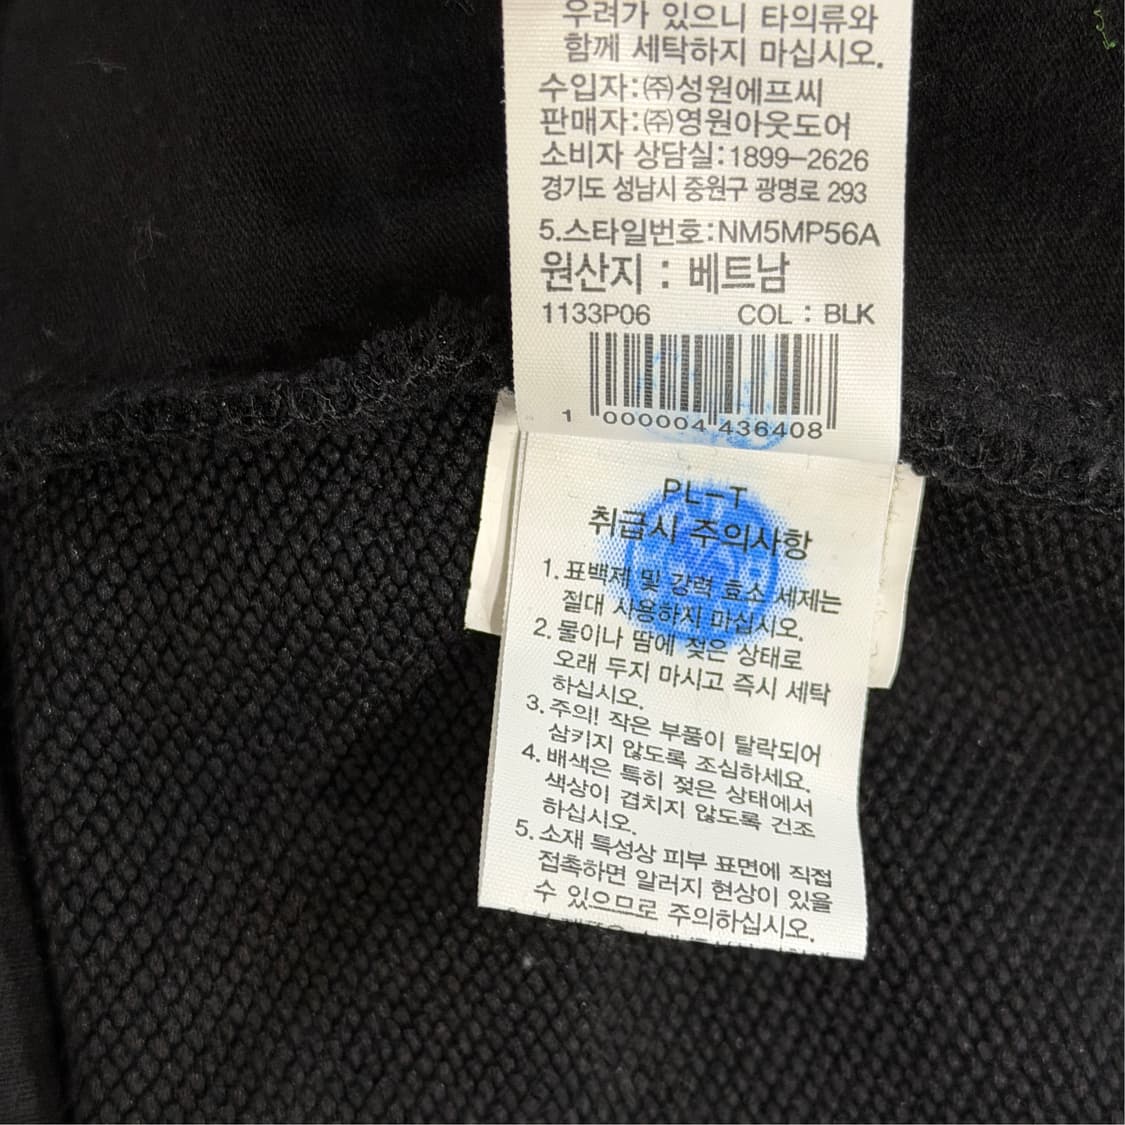 우려가 있으니 타의류와
함께 세탁하지 마십시오.
수입자:㈜성원에프씨
판매자:㈜영원아웃도어
소비자 상담실:1899-2626
경기도 성남시 중원구 광명로 293
5.스타일번호:NM5MP56A
원산지 : 베트남
1133P06 COL : BLK
1 000004 436408
PL-T
취급시 주의사항
1.표백제 및 강력 효소 세제는
절대 사용하지 마십시오.
2.물이나 땀에 젖은 상태로
오래 두지 마시고 즉시 세탁
하십시오.
3.주의! 작은 부품이 탈락되어
삼키지 않도록 조심하세요.
4.배색은 특히 젖은 상태에서
색상이 겹치지 않도록 건조
하십시오.
5.소재 특성상 피부 표면에 직접
접촉하면 알러지 현상이 있을
수 있으므로 주의하십시오.